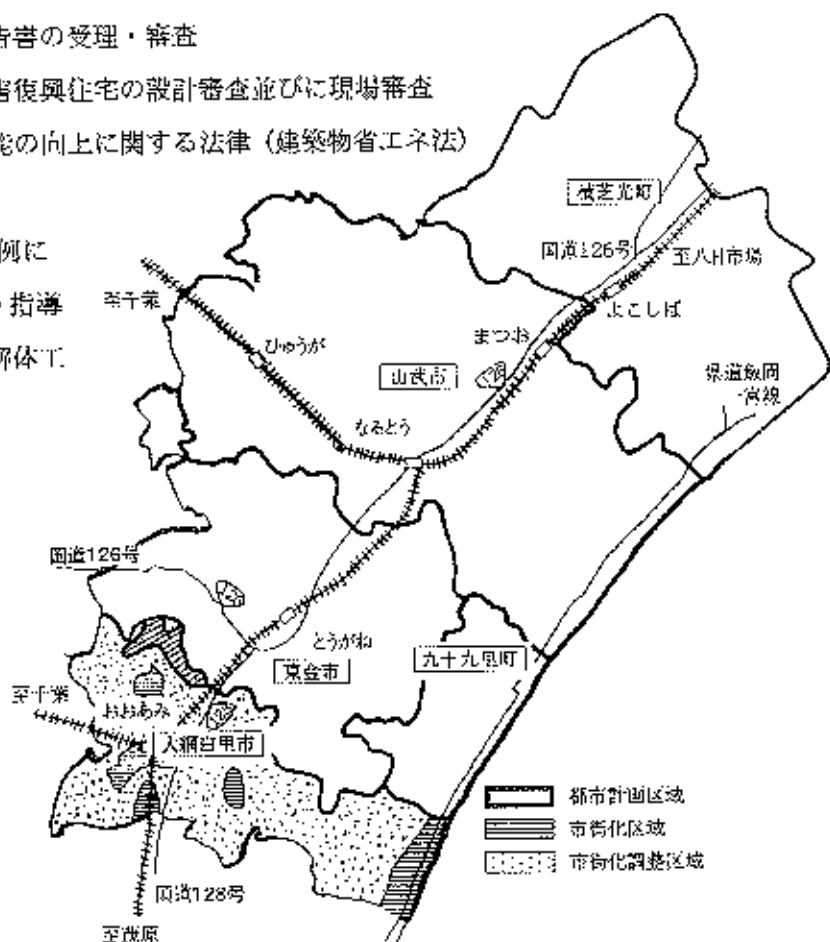 告書の受理・審査
害復興住宅の設計審査並びに現場審査
能の向上に関する法律（建築物省エネ法）
例に
・指導
解体工
横芝光町
国道126号
至八日市場
至千葉
よこしば
ひゅうが
まつお
山武市
126
県道飯岡
一宮線
なるとう
国道126号
とうがね
東金市
九十九里町
至千葉
おおあみ
大網白里市
都市計画区域
市街化区域
市街化調整区域
国道128号
至茂原